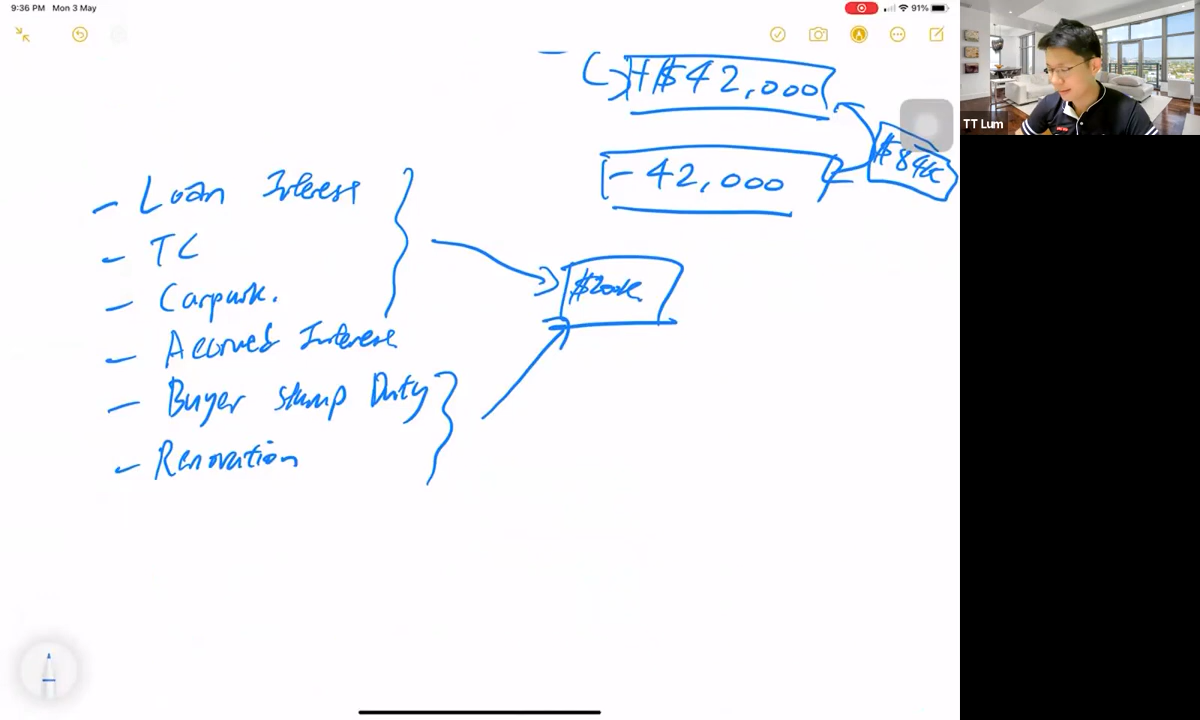 9:36 PM Mon 3 May
91%
- (-)+$42,000
-42,000
$84k
- Loan Interest
- TC
- Carpark.
- Accrued Interest
- Buyer Stamp Duty
- Renovation
$200k
TT Lum